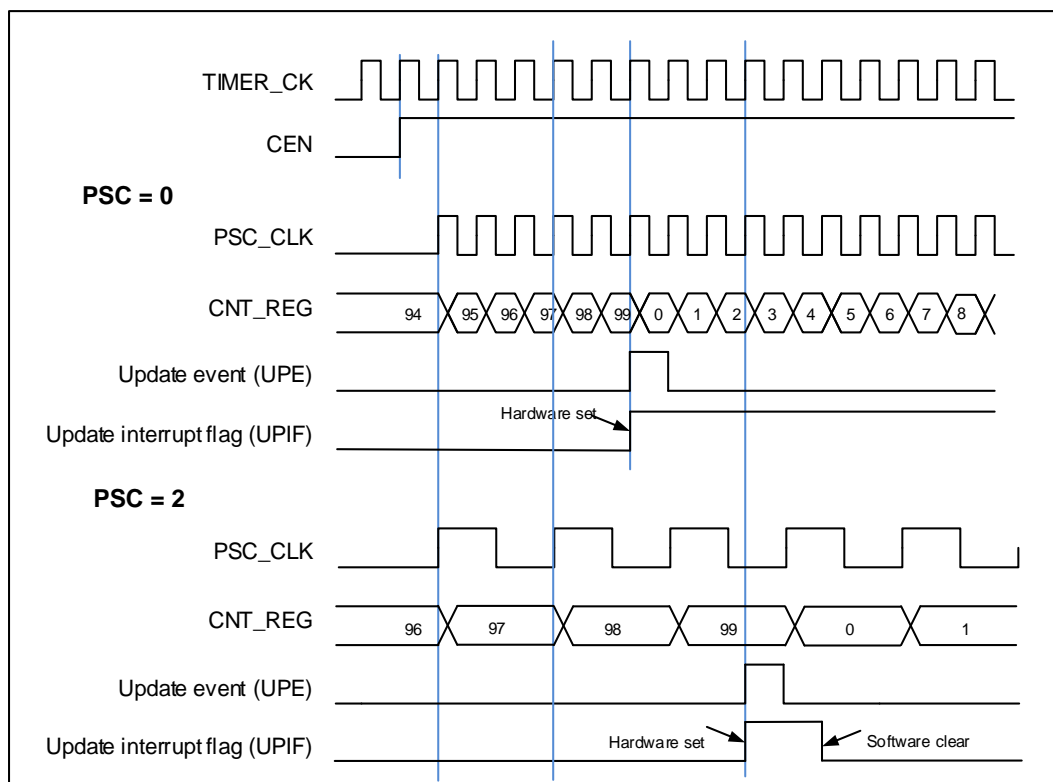 TIMER_CK
CEN
PSC = 0
PSC_CLK
CNT_REG 94 95 96 97 98 99 0 1 2 3 4 5 6 7 8
Update event (UPE)
Hardware set
Update interrupt flag (UPIF)
PSC = 2
PSC_CLK
CNT_REG 96 97 98 99 0 1
Update event (UPE)
Update interrupt flag (UPIF) Hardware set Software clear